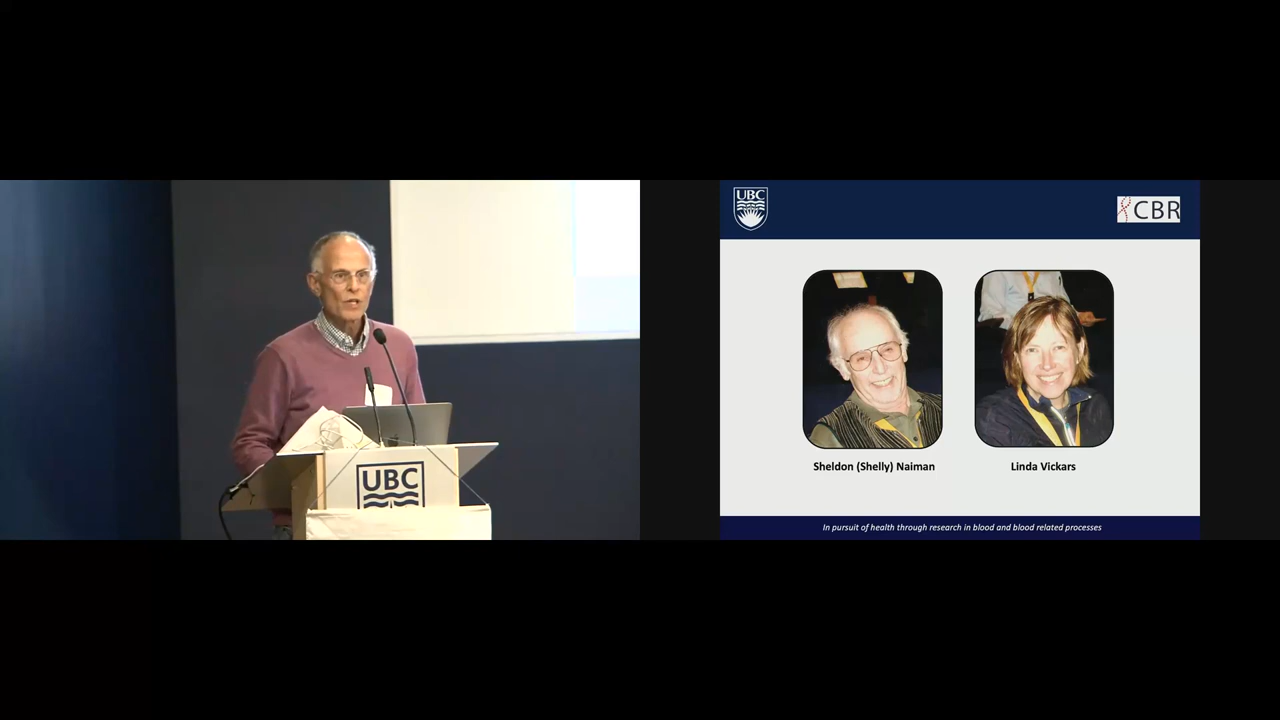 UBC
UBC
CBR
Sheldon (Shelly) Naiman
Linda Vickars
In pursuit of health through research in blood and blood related processes